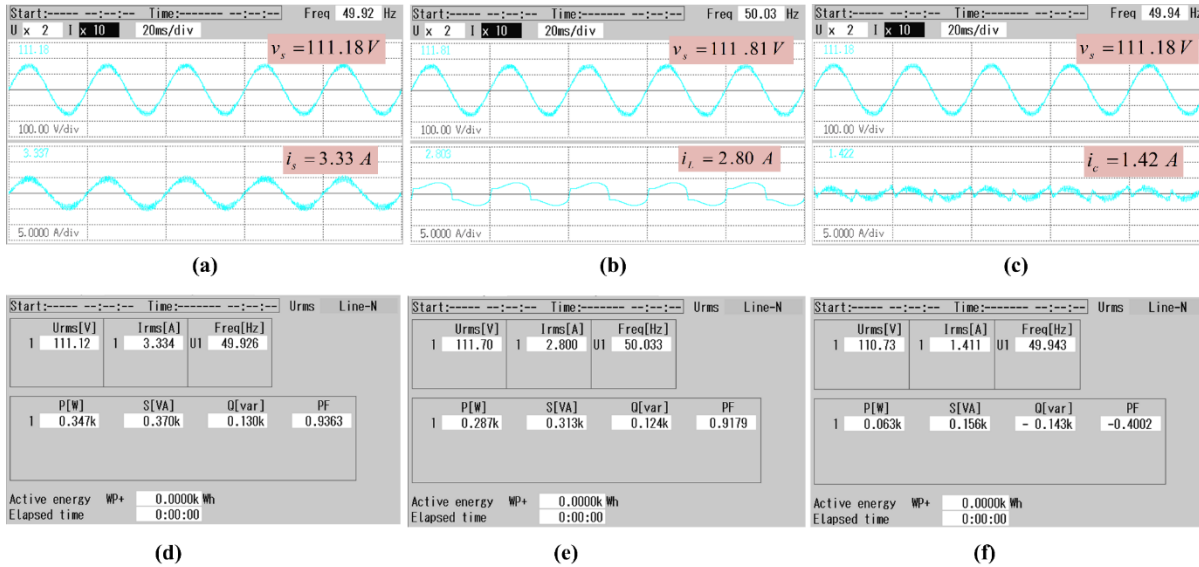 Start:----- --:--:-- Time:------- --:--:-- Freq 49.92 Hz
U x 2 I x 10 20ms/div
111.18
v_s = 111.18 V
100.00 V/div
3.337
i_s = 3.33 A
5.0000 A/div
(a)
Start:----- --:--:-- Time:------- --:--:-- Freq 50.03 Hz
U x 2 I x 10 20ms/div
111.81
v_s = 111 .81 V
100.00 V/div
2.803
i_L = 2.80 A
5.0000 A/div
(b)
Start:----- --:--:-- Time:------- --:--:-- Freq 49.94 Hz
U x 2 I x 10 20ms/div
111.18
v_s = 111.18 V
100.00 V/div
1.422
i_c = 1.42 A
5.0000 A/div
(c)
Start:----- --:--:-- Time:------- --:--:-- Urms Line-N
Urms[V] Irms[A] Freq[Hz]
1 111.12 1 3.334 U1 49.926
P[W] S[VA] Q[var] PF
1 0.347k 0.370k 0.130k 0.9363
Active energy WP+ 0.0000k Wh
Elapsed time 0:00:00
(d)
Start:----- --:--:-- Time:------- --:--:-- Urms Line-N
Urms[V] Irms[A] Freq[Hz]
1 111.70 1 2.800 U1 50.033
P[W] S[VA] Q[var] PF
1 0.287k 0.313k 0.124k 0.9179
Active energy WP+ 0.0000k Wh
Elapsed time 0:00:00
(e)
Start:----- --:--:-- Time:------- --:--:-- Urms Line-N
Urms[V] Irms[A] Freq[Hz]
1 110.73 1 1.411 U1 49.943
P[W] S[VA] Q[var] PF
1 0.063k 0.156k - 0.143k -0.4002
Active energy WP+ 0.0000k Wh
Elapsed time 0:00:00
(f)